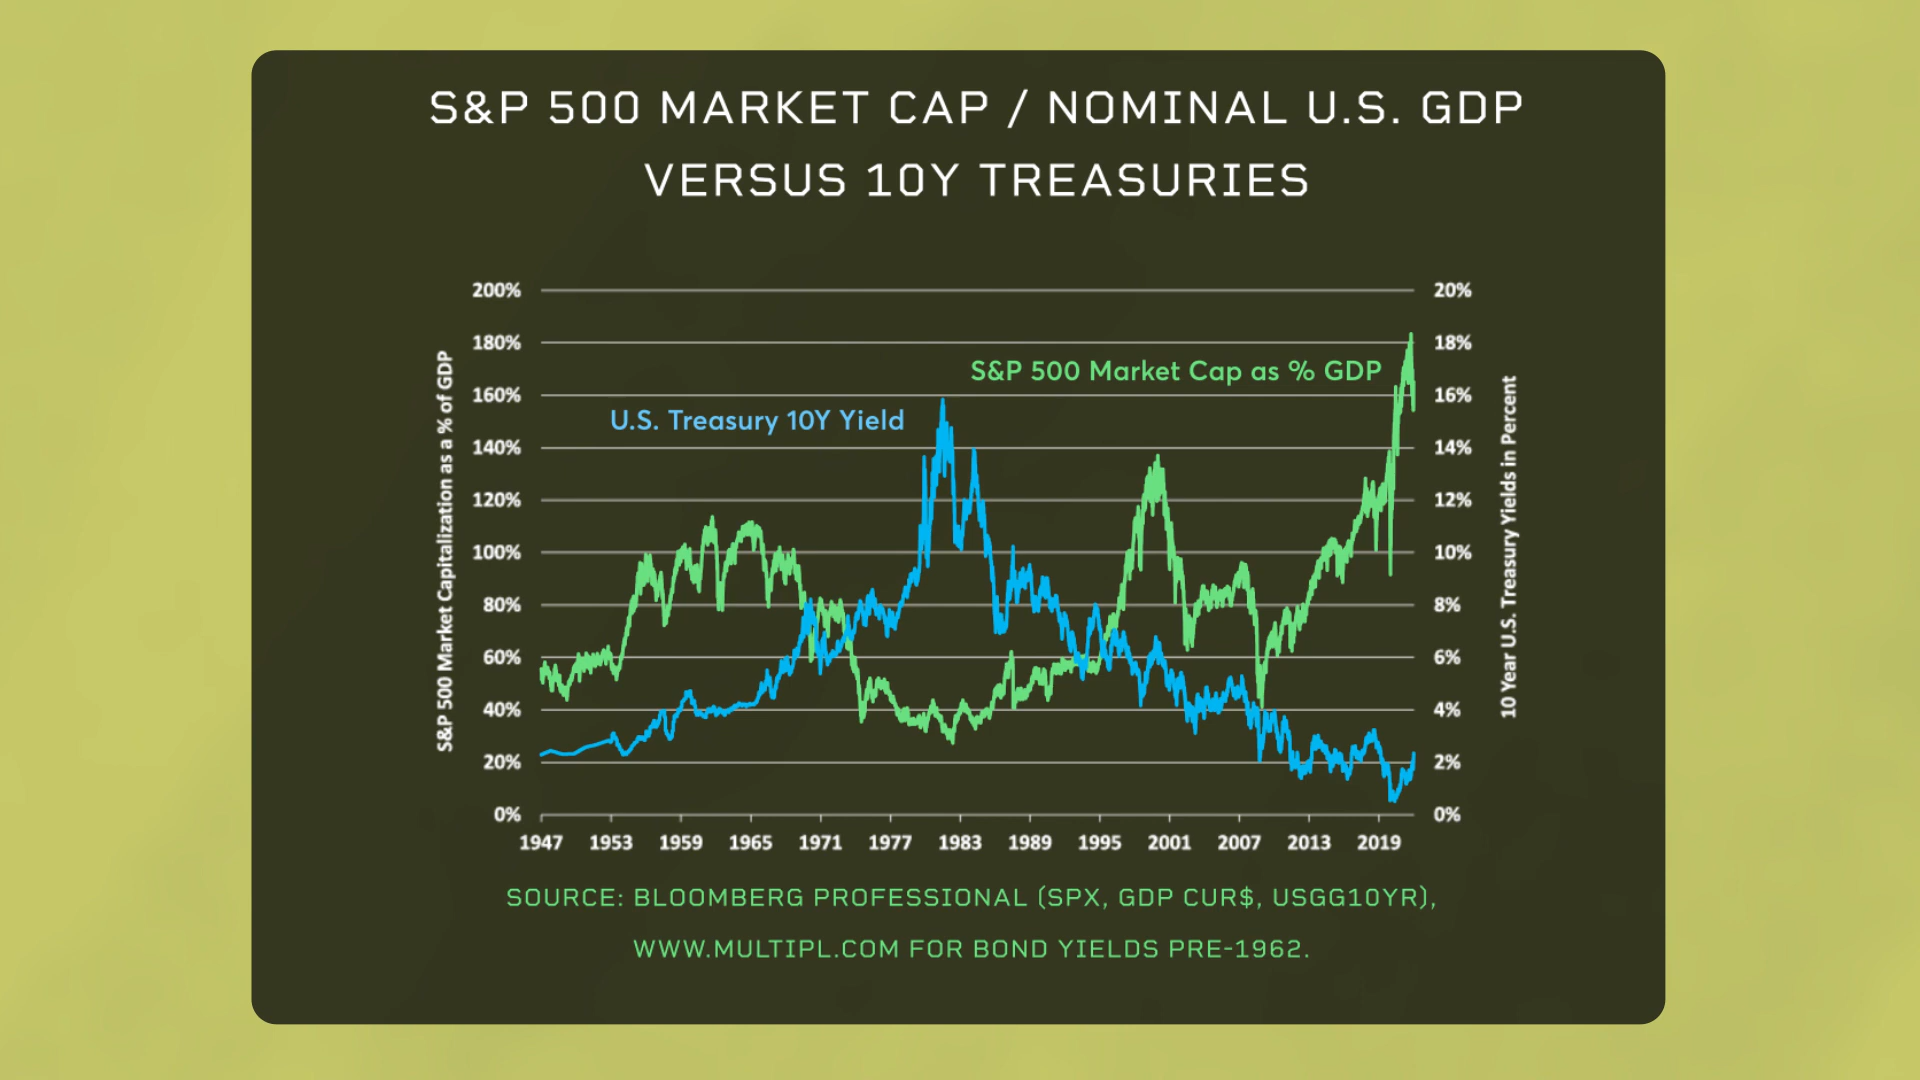 S&P 500 MARKET CAP / NOMINAL U.S. GDP
VERSUS 10Y TREASURIES
S&P 500 Market Capitalization as a % of GDP
200%
180%
160%
140%
120%
100%
80%
60%
40%
20%
0%
S&P 500 Market Cap as % GDP
U.S. Treasury 10Y Yield
20%
18%
16%
14%
12%
10%
8%
6%
4%
2%
0%
10 Year U.S. Treasury Yields in Percent
1947 1953 1959 1965 1971 1977 1983 1989 1995 2001 2007 2013 2019
SOURCE: BLOOMBERG PROFESSIONAL (SPX, GDP CUR$, USGG10YR),
WWW.MULTIPL.COM FOR BOND YIELDS PRE-1962.